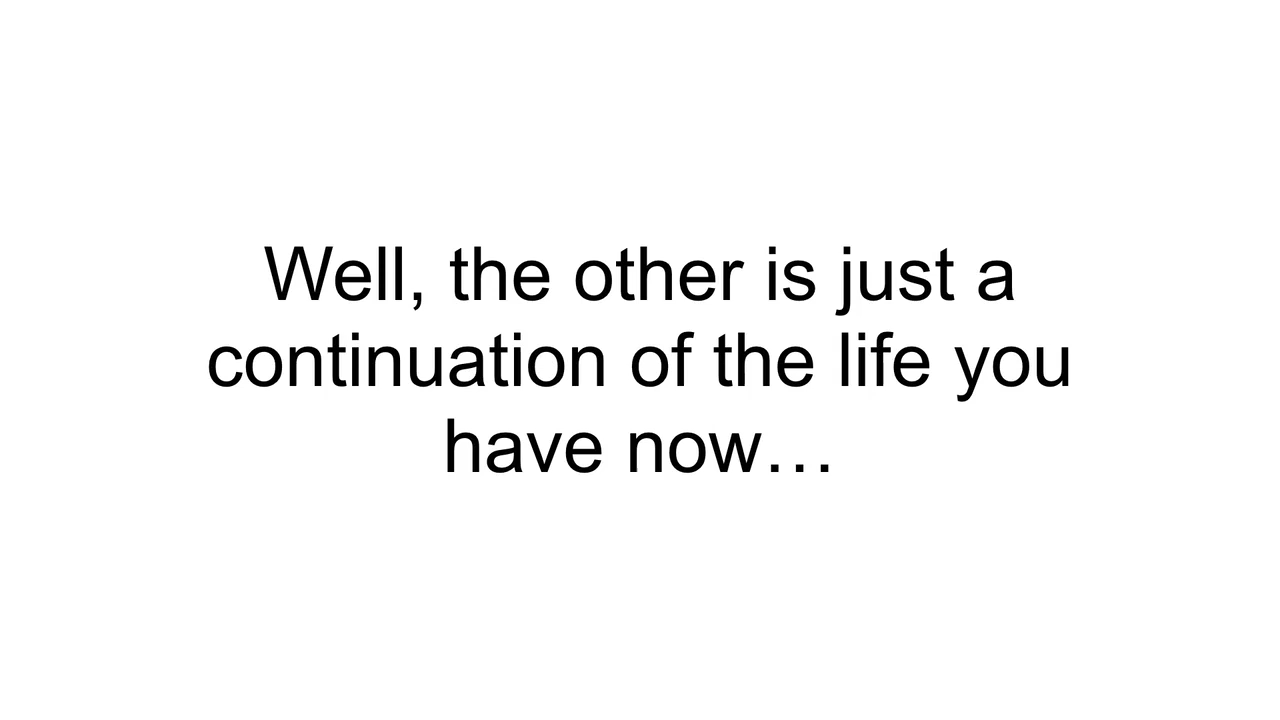 Well, the other is just a
continuation of the life you
have now…